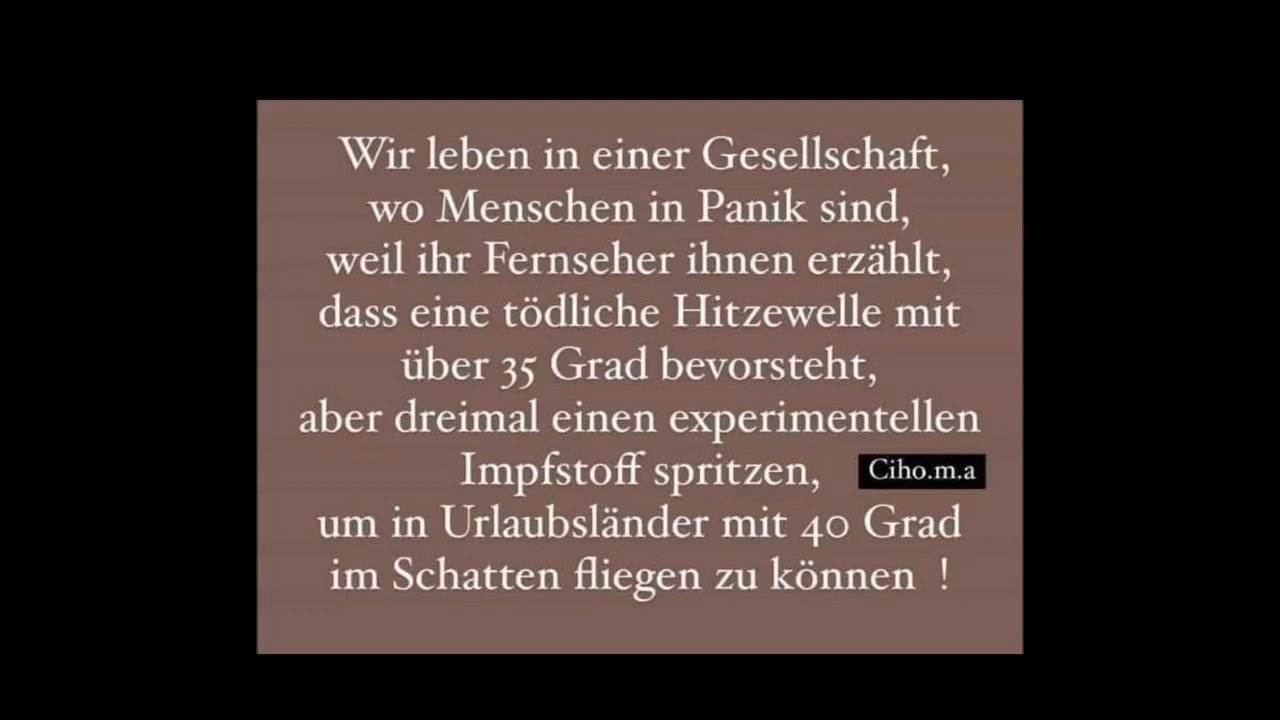 Wir leben in einer Gesellschaft,
wo Menschen in Panik sind,
weil ihr Fernseher ihnen erzählt,
dass eine tödliche Hitzewelle mit
über 35 Grad bevorsteht,
aber dreimal einen experimentellen
Impfstoff spritzen,
Ciho.m.a
um in Urlaubsländer mit 40 Grad
im Schatten fliegen zu können !